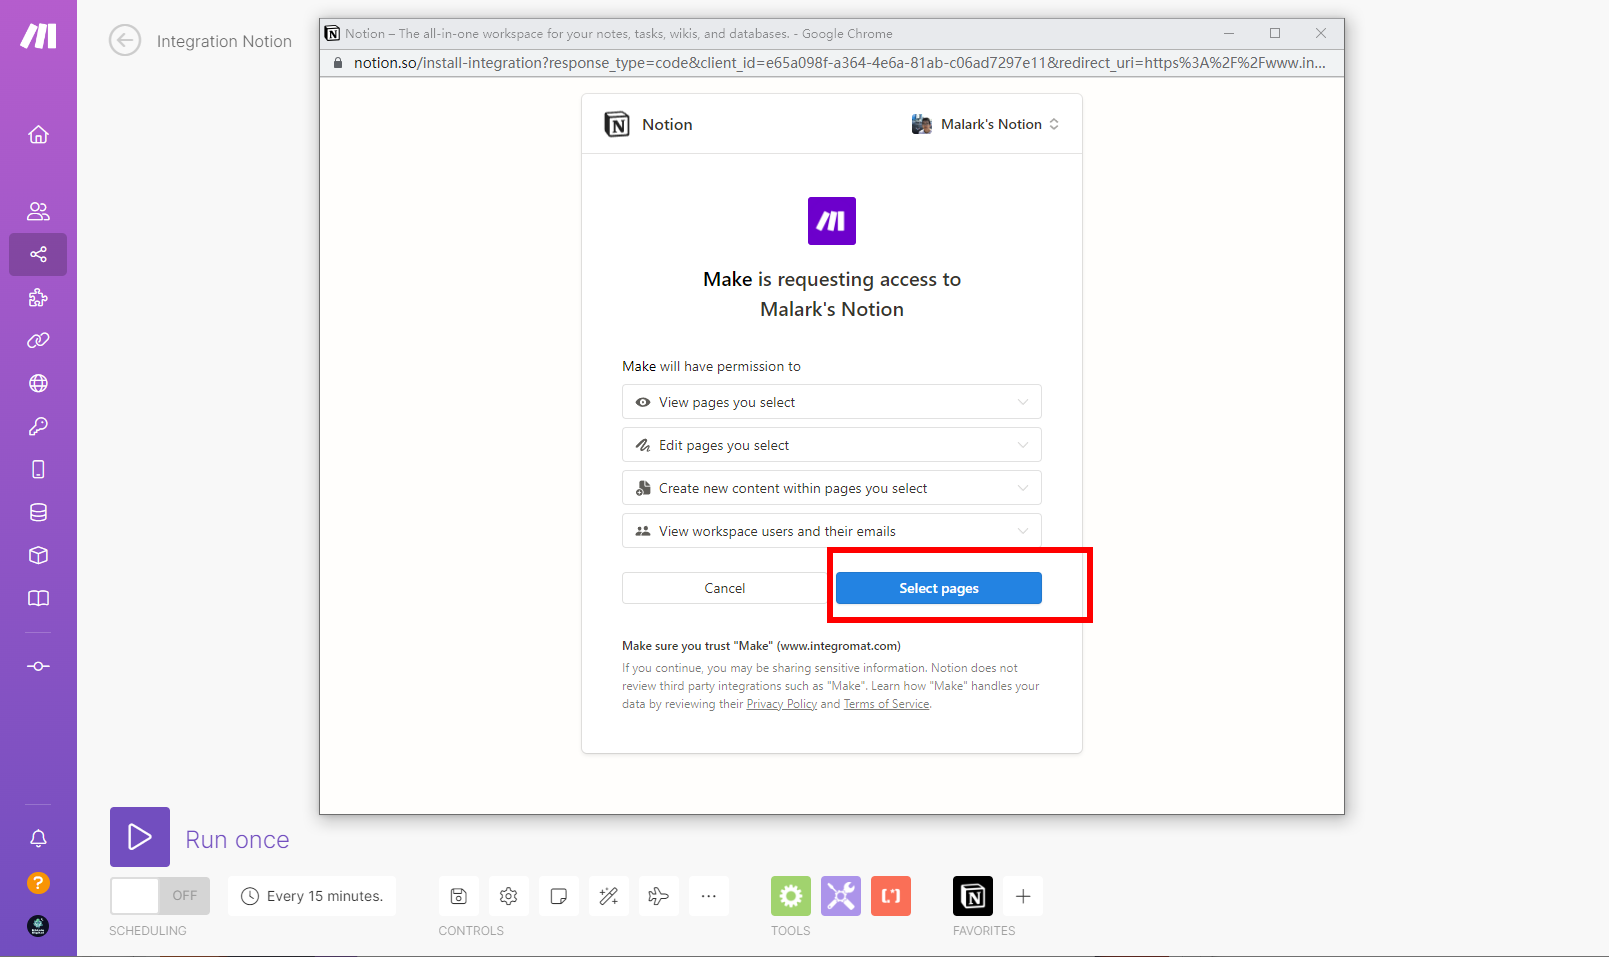 Integration Notion
Notion – The all-in-one workspace for your notes, tasks, wikis, and databases. - Google Chrome
notion.so/install-integration?response_type=code&client_id=e65a098f-a364-4e6a-81ab-c06ad7297e11&redirect_uri=https%3A%2F%2Fwww.in...
Notion
Malark's Notion
Make is requesting access to
Malark's Notion
Make will have permission to
View pages you select
Edit pages you select
Create new content within pages you select
View workspace users and their emails
Cancel
Select pages
Make sure you trust "Make" (www.integromat.com)
If you continue, you may be sharing sensitive information. Notion does not
review third party integrations such as "Make". Learn how "Make" handles your
data by reviewing their Privacy Policy and Terms of Service.
Run once
OFF
Every 15 minutes.
SCHEDULING
CONTROLS
TOOLS
FAVORITES